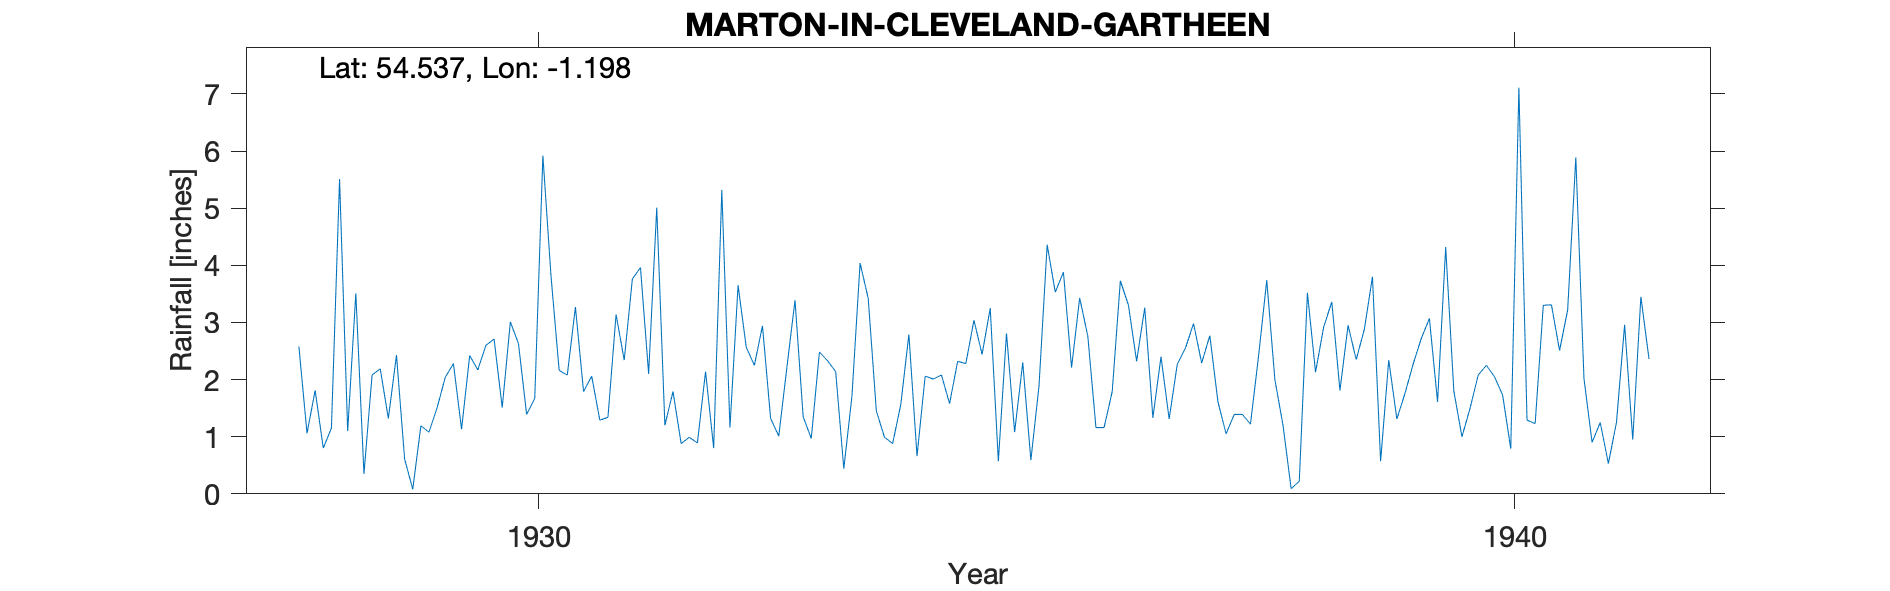 MARTON-IN-CLEVELAND-GARTHEEN
Lat: 54.537, Lon: -1.198
7
6
5
4
3
2
1
0
Rainfall [inches]
1930
1940
Year